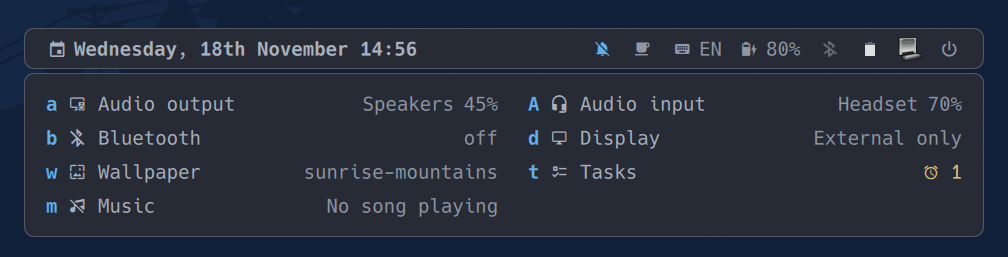 Wednesday, 18th November 14:56 EN 80%
a Audio output Speakers 45% A Audio input Headset 70%
b Bluetooth off d Display External only
w Wallpaper sunrise-mountains t Tasks 1
m Music No song playing